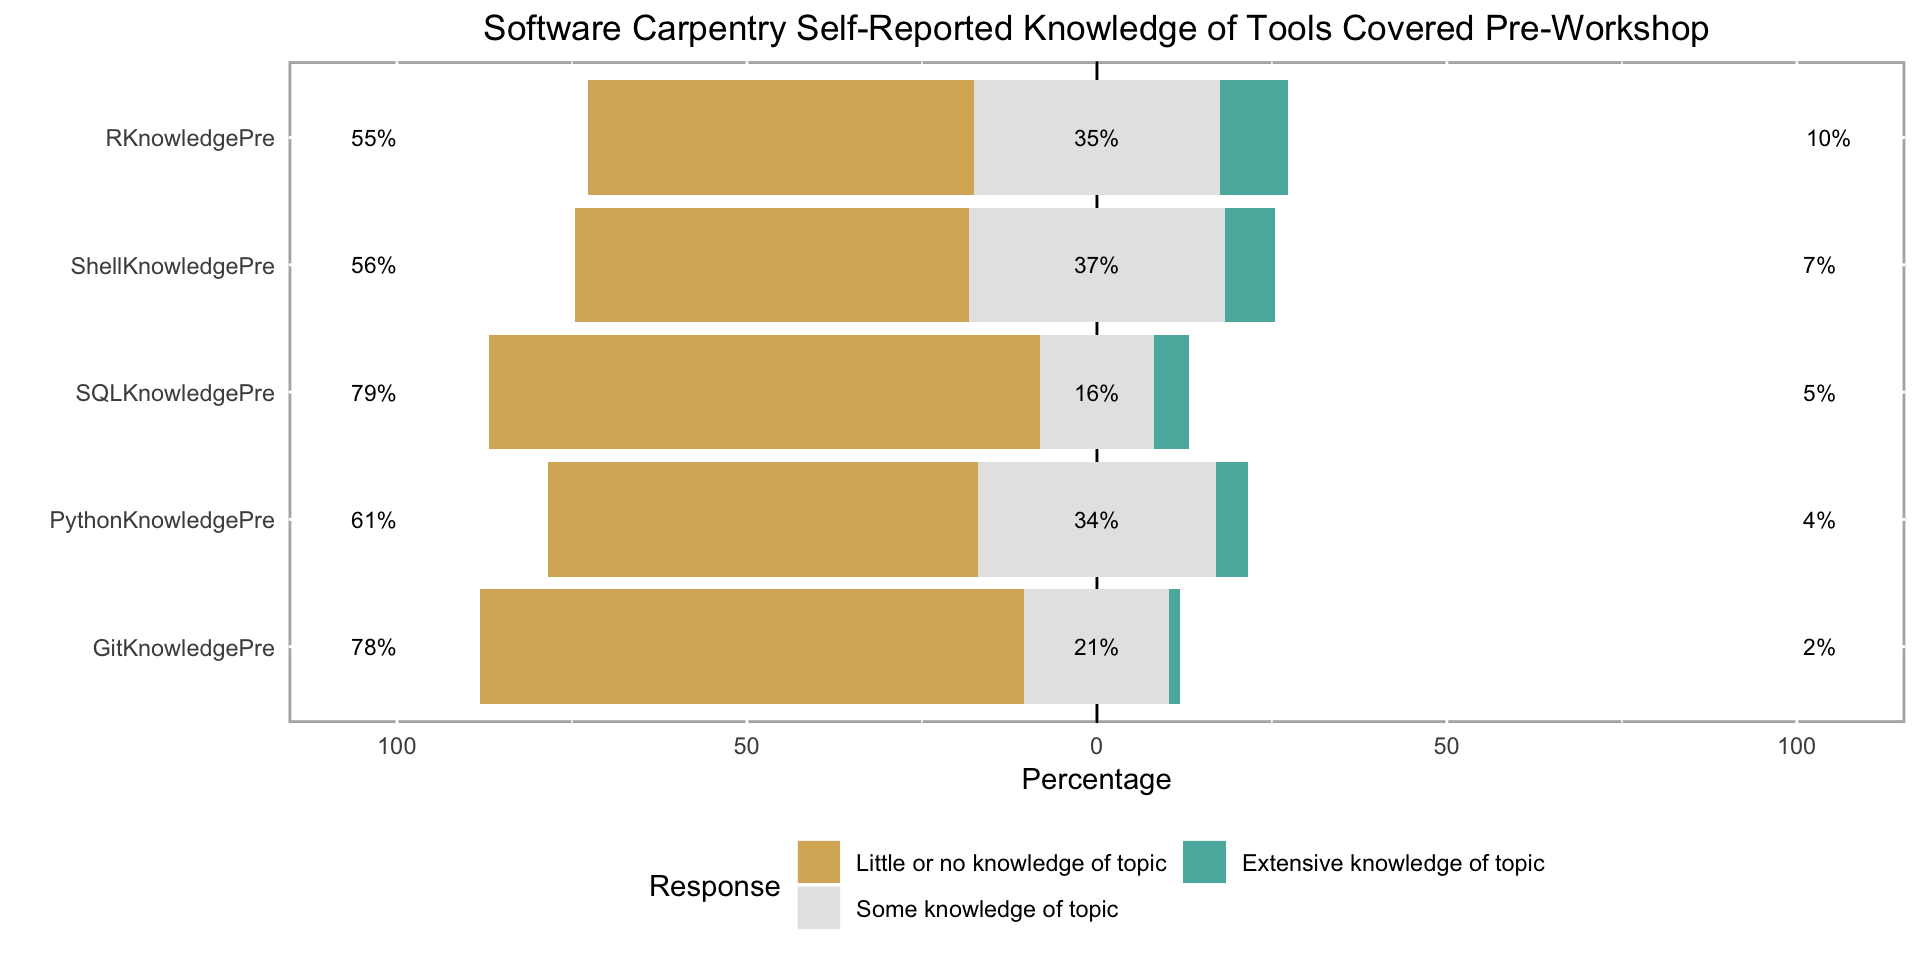 Software Carpentry Self-Reported Knowledge of Tools Covered Pre-Workshop
RKnowledgePre 55% 35% 10%
ShellKnowledgePre 56% 37% 7%
SQLKnowledgePre 79% 16% 5%
PythonKnowledgePre 61% 34% 4%
GitKnowledgePre 78% 21% 2%
100 50 0 50 100
Percentage
Response
Little or no knowledge of topic
Extensive knowledge of topic
Some knowledge of topic